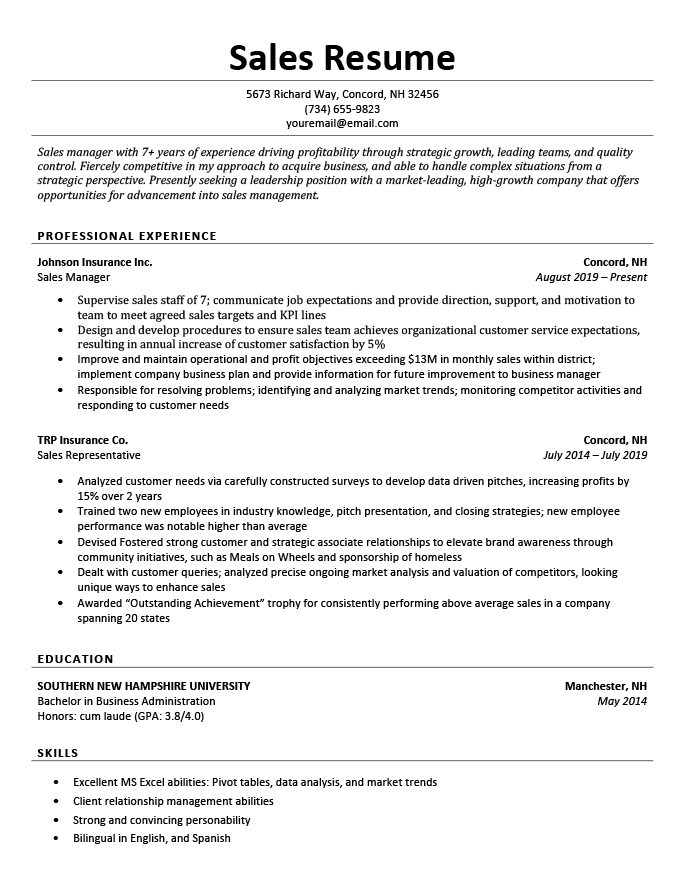 Sales Resume
5673 Richard Way, Concord, NH 32456
(734) 655-9823
youremail@email.com
Sales manager with 7+ years of experience driving profitability through strategic growth, leading teams, and quality
control. Fiercely competitive in my approach to acquire business, and able to handle complex situations from a
strategic perspective. Presently seeking a leadership position with a market-leading, high-growth company that offers
opportunities for advancement into sales management.
PROFESSIONAL EXPERIENCE
Johnson Insurance Inc. Concord, NH
Sales Manager August 2019 – Present
• Supervise sales staff of 7; communicate job expectations and provide direction, support, and motivation to
team to meet agreed sales targets and KPI lines
• Design and develop procedures to ensure sales team achieves organizational customer service expectations,
resulting in annual increase of customer satisfaction by 5%
• Improve and maintain operational and profit objectives exceeding $13M in monthly sales within district;
implement company business plan and provide information for future improvement to business manager
• Responsible for resolving problems; identifying and analyzing market trends; monitoring competitor activities and
responding to customer needs
TRP Insurance Co. Concord, NH
Sales Representative July 2014 – July 2019
• Analyzed customer needs via carefully constructed surveys to develop data driven pitches, increasing profits by
15% over 2 years
• Trained two new employees in industry knowledge, pitch presentation, and closing strategies; new employee
performance was notable higher than average
• Devised Fostered strong customer and strategic associate relationships to elevate brand awareness through
community initiatives, such as Meals on Wheels and sponsorship of homeless
• Dealt with customer queries; analyzed precise ongoing market analysis and valuation of competitors, looking
unique ways to enhance sales
• Awarded “Outstanding Achievement” trophy for consistently performing above average sales in a company
spanning 20 states
EDUCATION
SOUTHERN NEW HAMPSHIRE UNIVERSITY Manchester, NH
Bachelor in Business Administration May 2014
Honors: cum laude (GPA: 3.8/4.0)
SKILLS
• Excellent MS Excel abilities: Pivot tables, data analysis, and market trends
• Client relationship management abilities
• Strong and convincing personability
• Bilingual in English, and Spanish